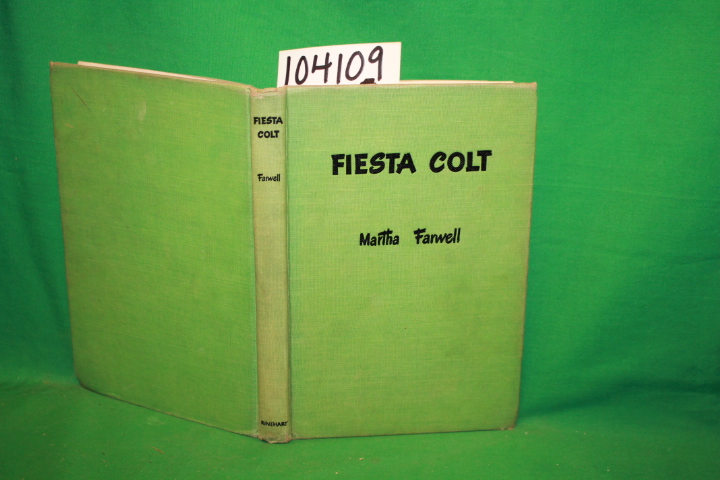 104109
FIESTA
COLT
Farwell
RINEHART
FIESTA COLT
Martha Farwell